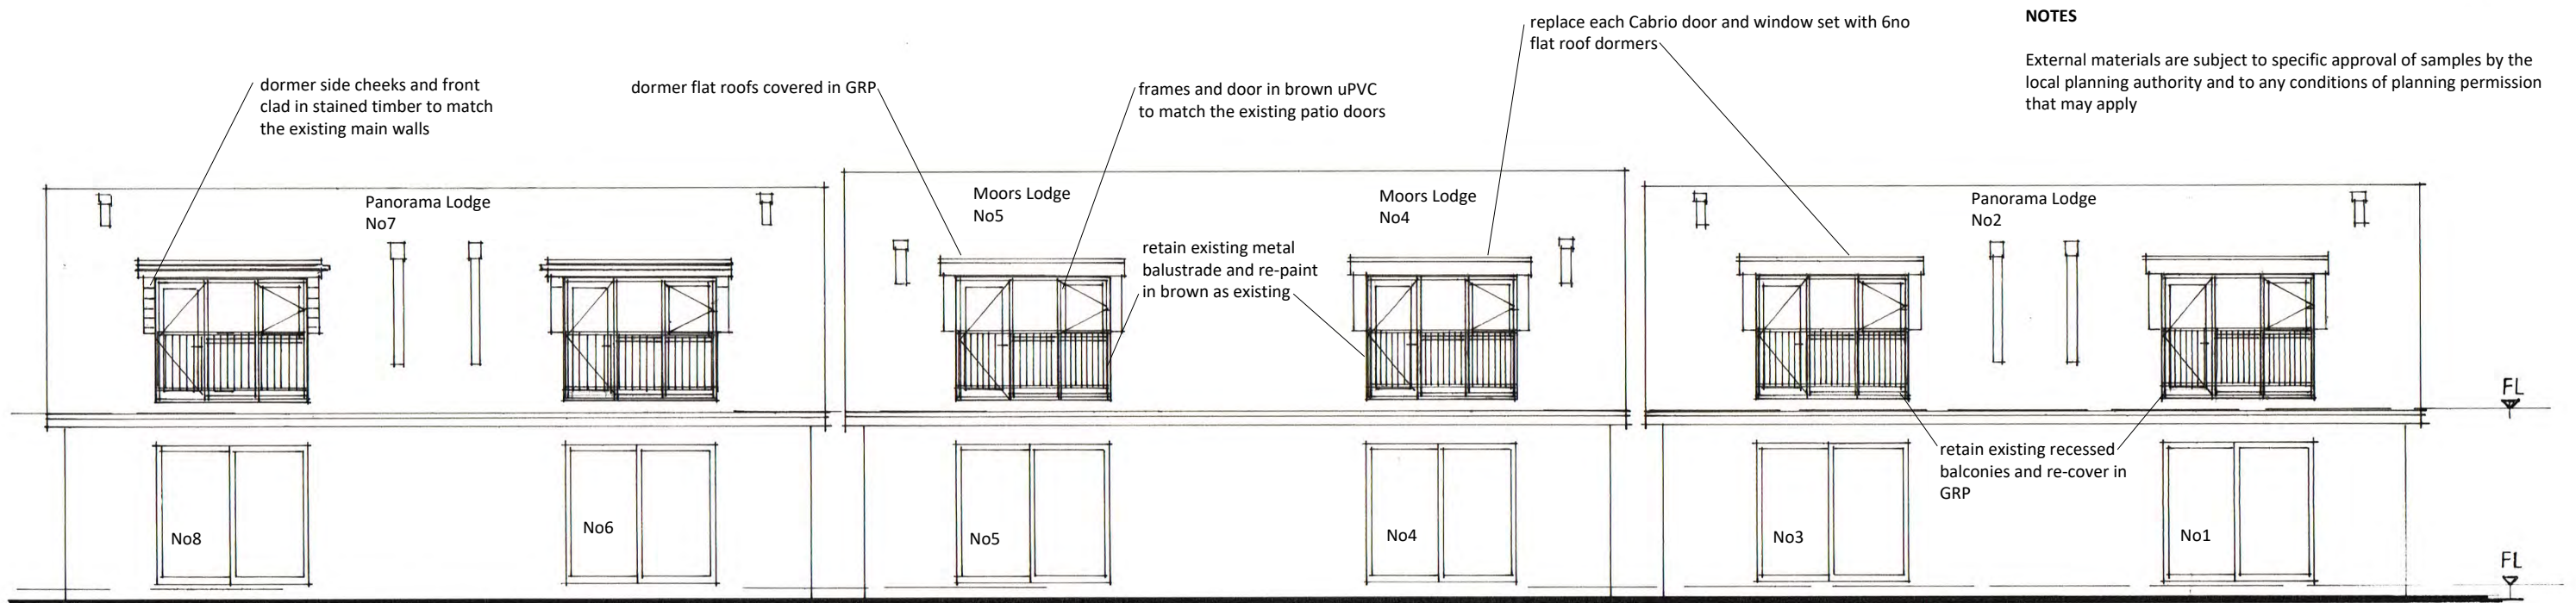 replace each Cabrio door and window set with 6no
flat roof dormers
NOTES
External materials are subject to specific approval of samples by the
local planning authority and to any conditions of planning permission
that may apply
dormer side cheeks and front
clad in stained timber to match
the existing main walls
dormer flat roofs covered in GRP
frames and door in brown uPVC
to match the existing patio doors
Panorama Lodge
No7
Moors Lodge
No5
Moors Lodge
No4
Panorama Lodge
No2
retain existing metal
balustrade and re-paint
in brown as existing
FL
retain existing recessed
balconies and re-cover in
GRP
No8
No6
No5
No4
No3
No1
FL